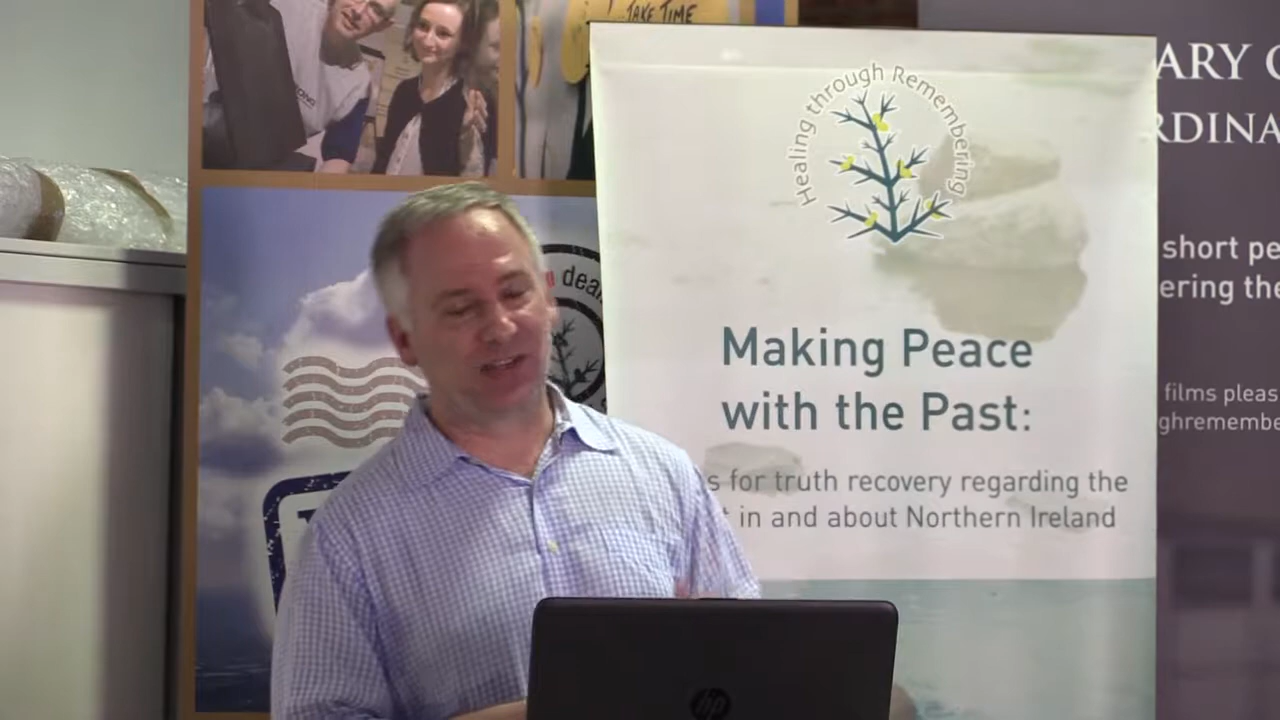 TAKE TIME
Healing through Remembering
ARY
RDINA
dea
short pe
ering the
Making Peace
with the Past:
films pleas
ghremembe
s for truth recovery regarding the
in and about Northern Ireland
hp